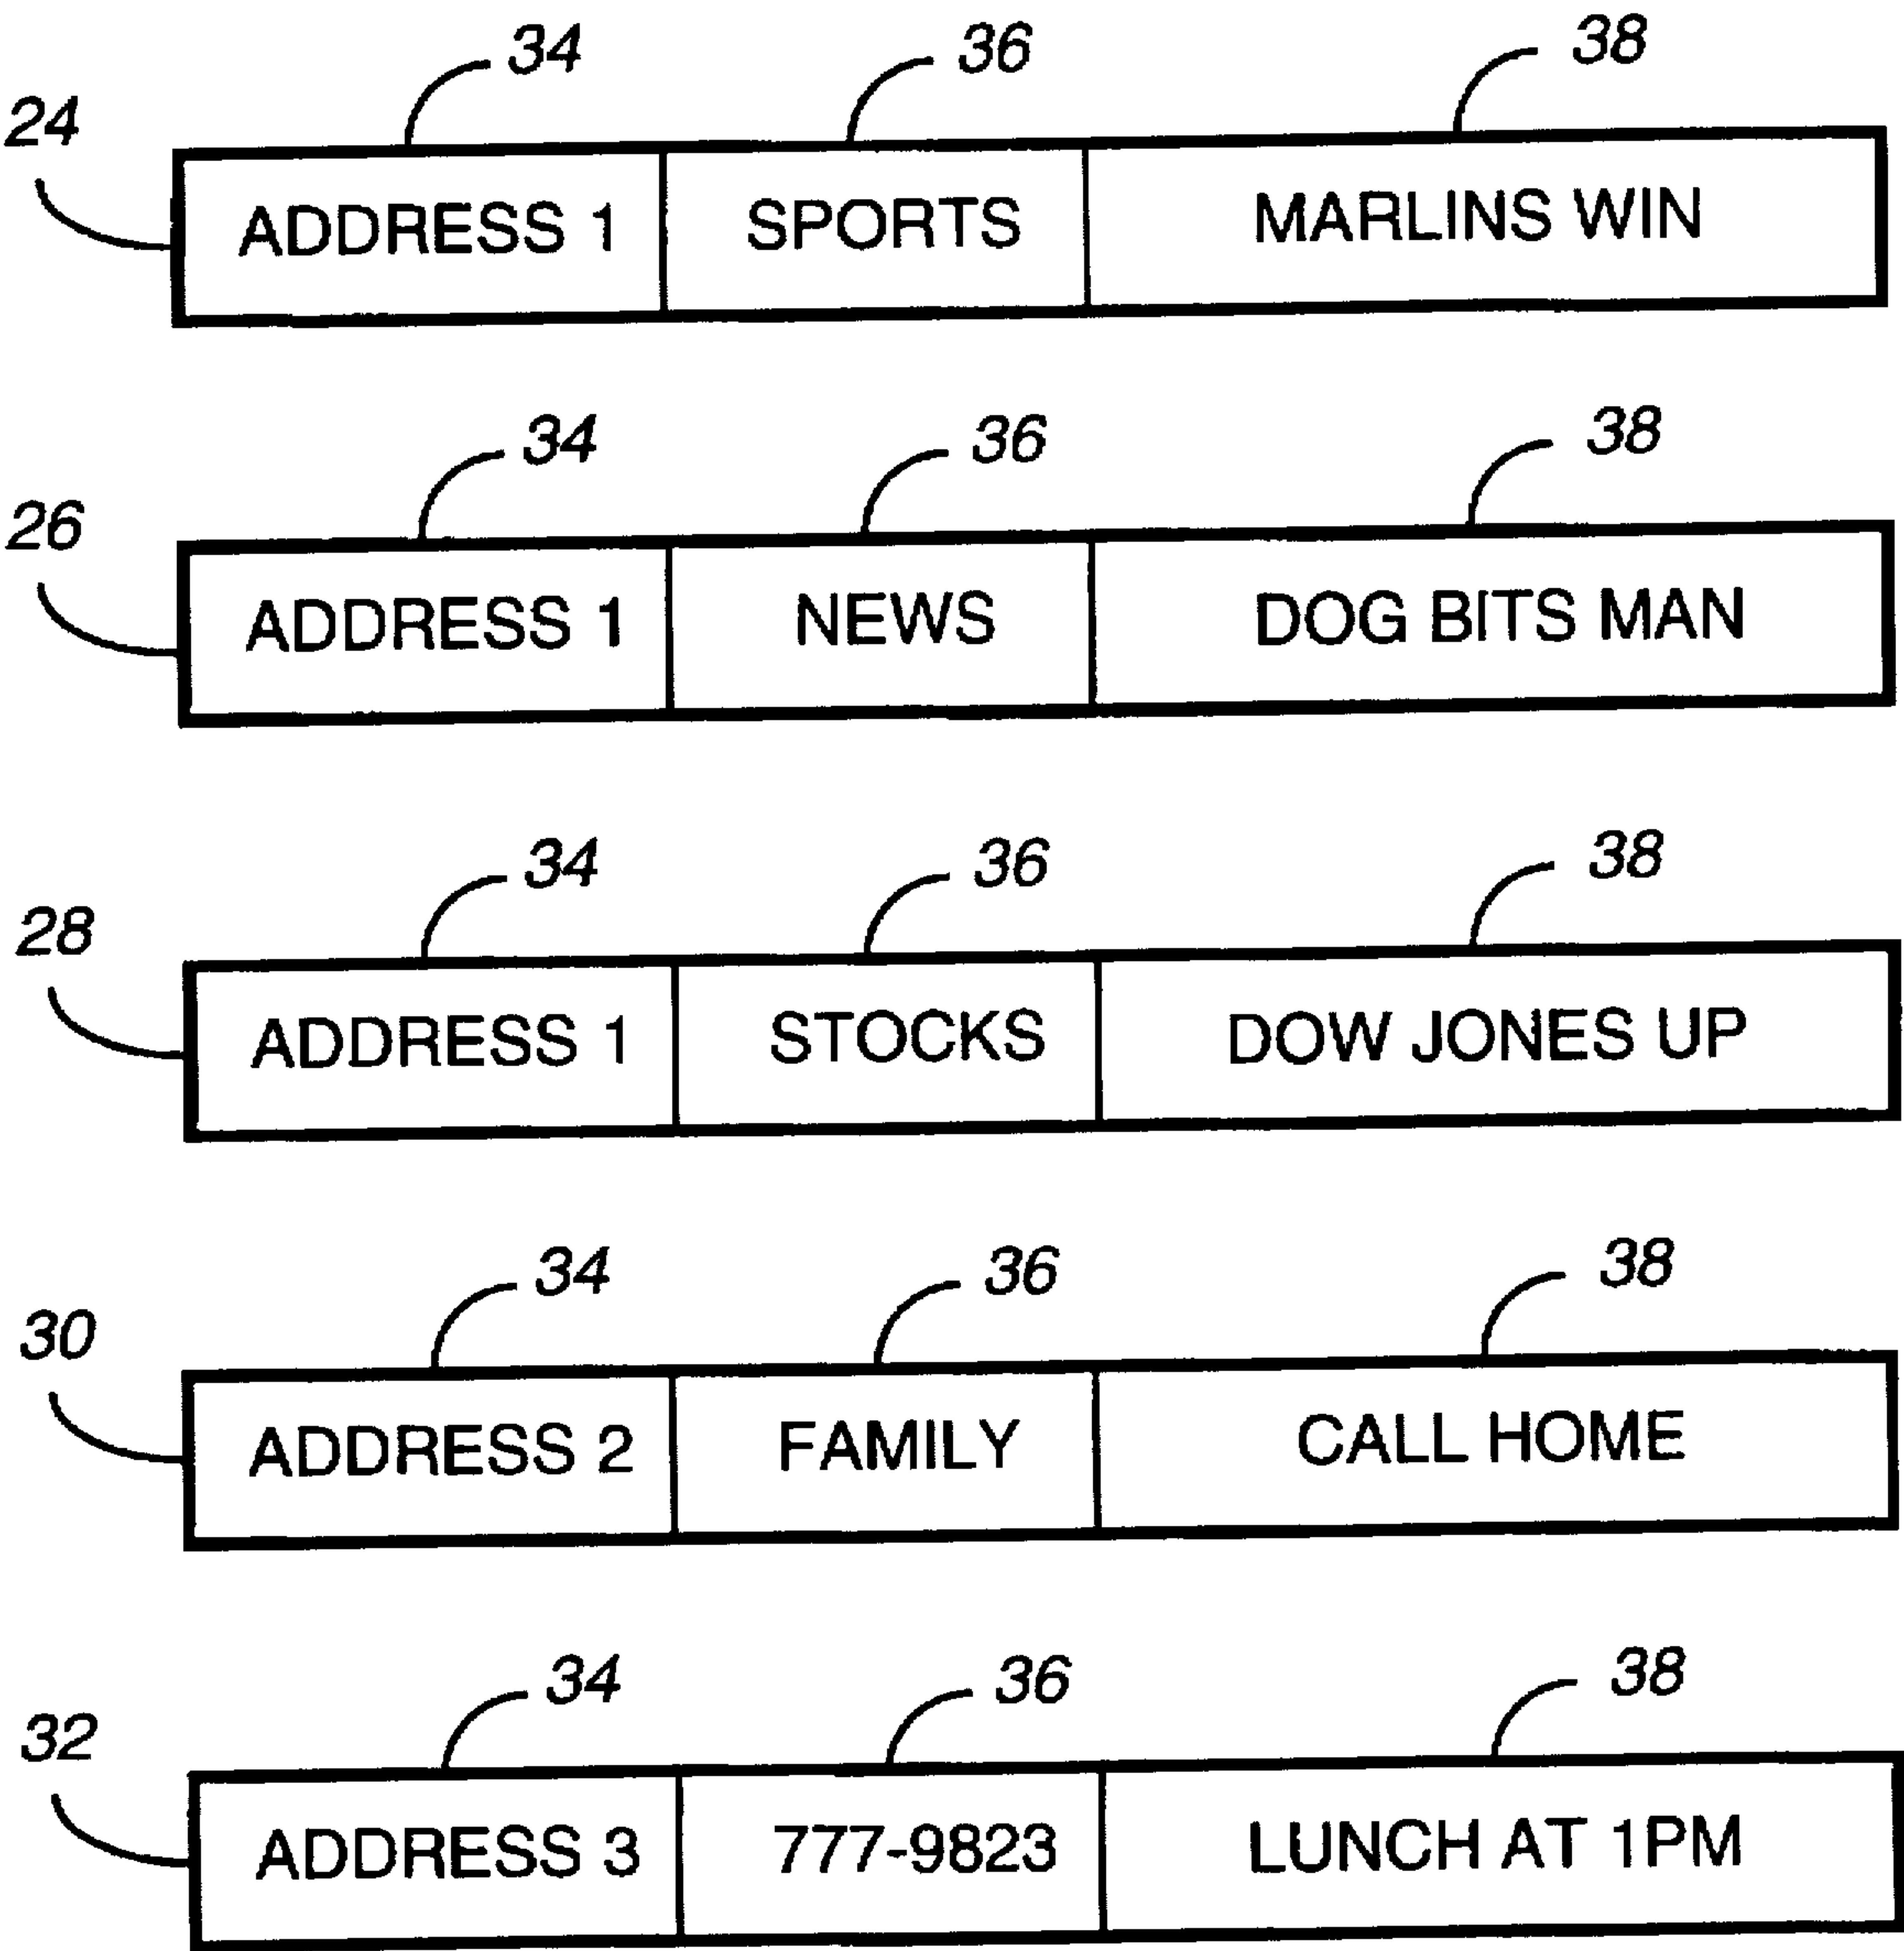 34 36 38
24
ADDRESS 1 SPORTS MARLINS WIN
34 36 38
26
ADDRESS 1 NEWS DOG BITS MAN
34 36 38
28
ADDRESS 1 STOCKS DOW JONES UP
34 36 38
30
ADDRESS 2 FAMILY CALL HOME
34 36 38
32
ADDRESS 3 777-9823 LUNCH AT 1PM